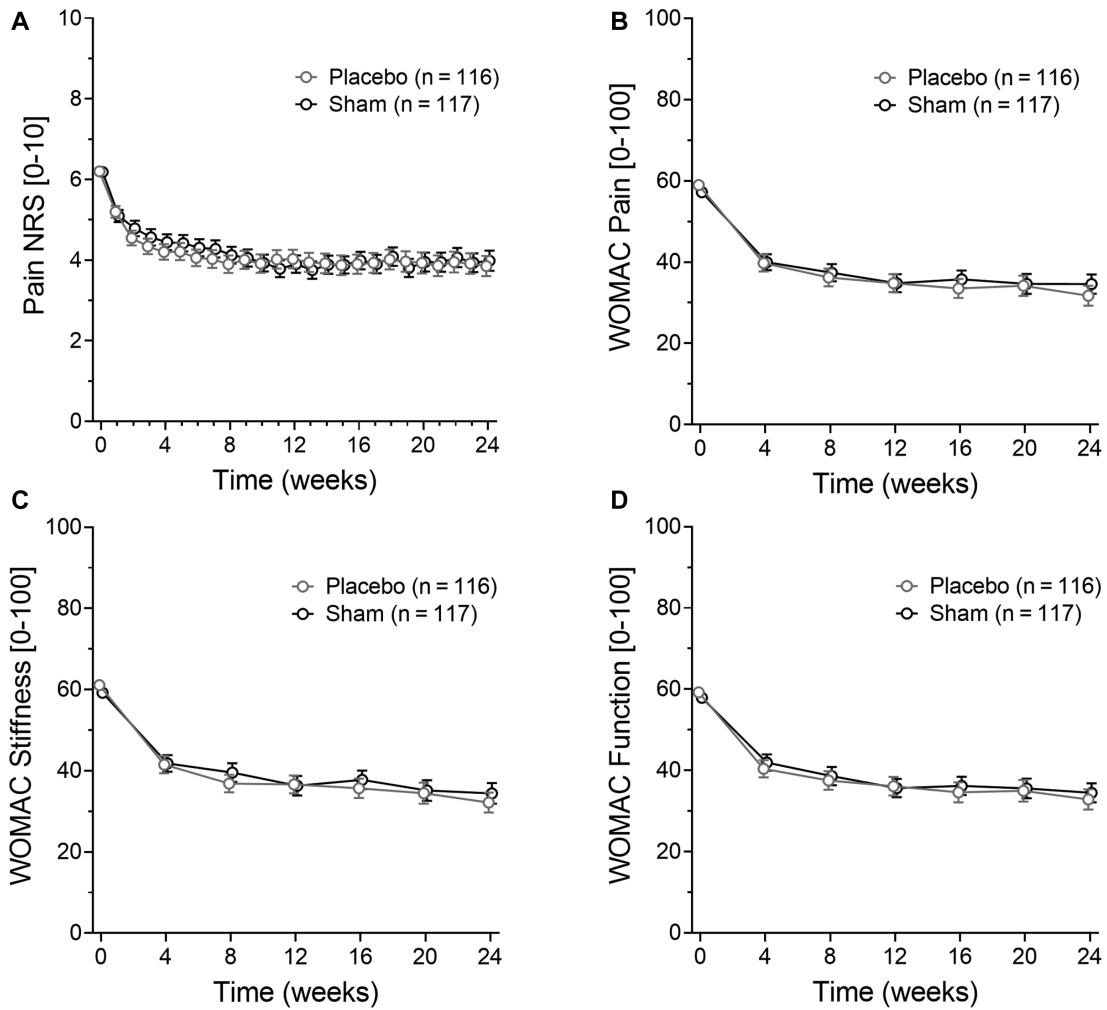 A
Pain NRS [0-10]
10
8
6
4
2
0
Placebo (n = 116)
Sham (n = 117)
0 4 8 12 16 20 24
Time (weeks)
B
WOMAC Pain [0-100]
100
80
60
40
20
0
Placebo (n = 116)
Sham (n = 117)
0 4 8 12 16 20 24
Time (weeks)
C
WOMAC Stiffness [0-100]
100
80
60
40
20
0
Placebo (n = 116)
Sham (n = 117)
0 4 8 12 16 20 24
Time (weeks)
D
WOMAC Function [0-100]
100
80
60
40
20
0
Placebo (n = 116)
Sham (n = 117)
0 4 8 12 16 20 24
Time (weeks)